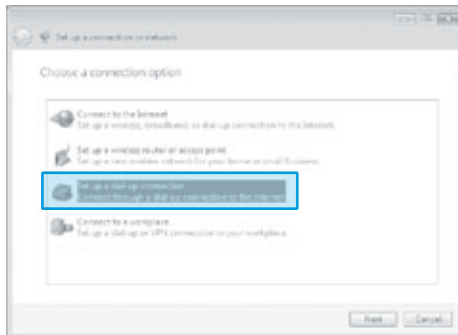 Set up a connection or network
Choose a connection option
Connect to the Internet
Set up a wireless, broadband, or dial-up connection to the Internet.
Set up a wireless router or access point
Set up a new wireless network for your home or small business.
Set up a dial-up connection
Connect through a dial-up connection to the Internet.
Connect to a workplace
Set up a dial-up or VPN connection to your workplace.
Next
Cancel